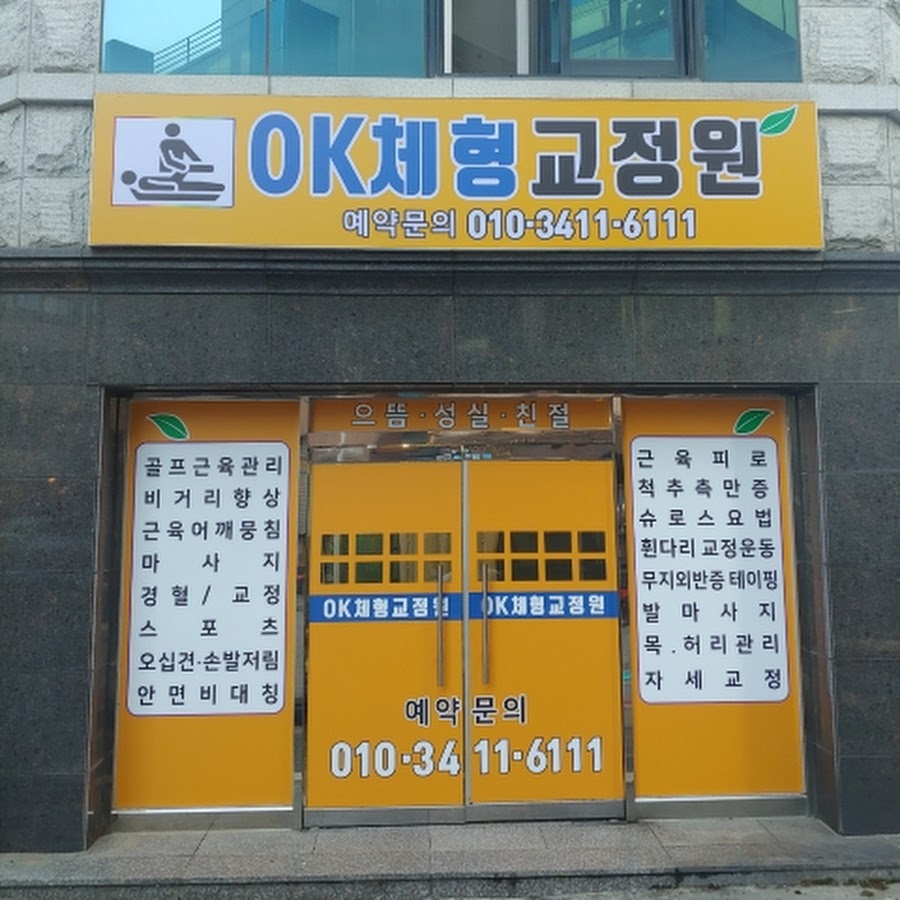 OK체형교정원
예약문의 010·3411·6111
으뜸·성실·친절
골프근육관리
비거리향상
근육어깨뭉침
마사지
경혈/교정
스포츠
오십견·손발저림
안면비대칭
OK체형교정원
OK체형교정원
예약문의
010·3411·6111
근육피로
척추측만증
슈로스요법
휜다리교정운동
무지외반증테이핑
발마사지
목.허리관리
자세교정